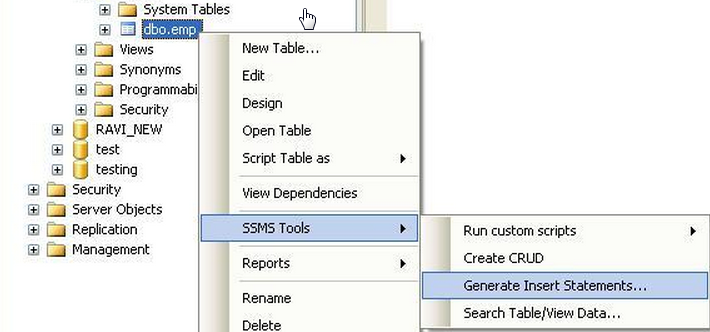 System Tables
dbo.emp
Views
Synonyms
Programmabi
Security
RAVI_NEW
test
testing
Security
Server Objects
Replication
Management
New Table...
Edit
Design
Open Table
Script Table as
View Dependencies
SSMS Tools
Reports
Rename
Delete
Run custom scripts
Create CRUD
Generate Insert Statements...
Search Table/View Data...